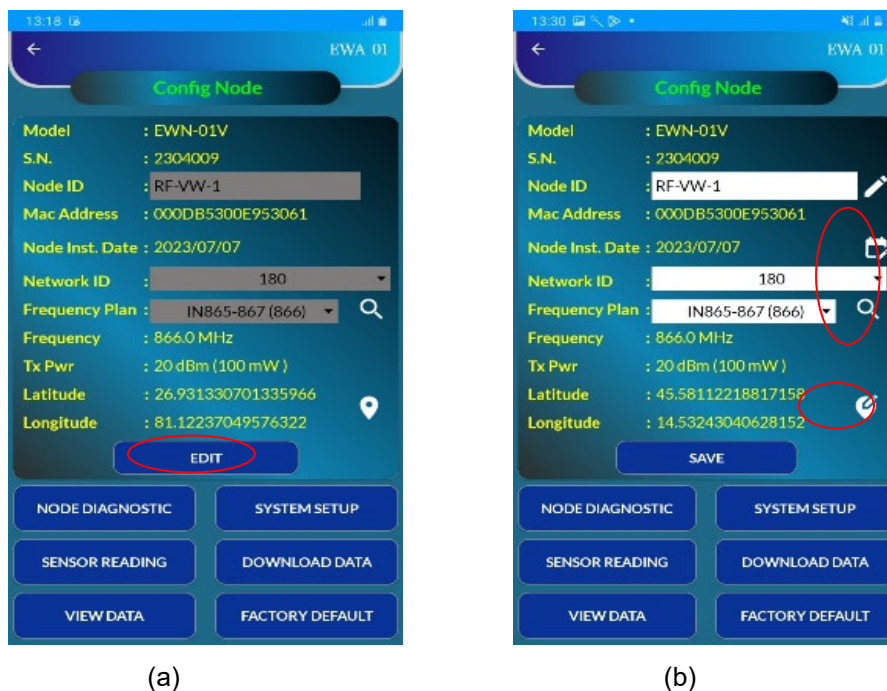 13:18
EWA 01
Config Node
Model : EWN-01V
S.N. : 2304009
Node ID : RF-VW-1
Mac Address : 000DB5300E953061
Node Inst. Date : 2023/07/07
Network ID : 180
Frequency Plan : IN865-867 (866)
Frequency : 866.0 MHz
Tx Pwr : 20 dBm (100 mW )
Latitude : 26.931330701335966
Longitude : 81.12237049576322
EDIT
NODE DIAGNOSTIC SYSTEM SETUP
SENSOR READING DOWNLOAD DATA
VIEW DATA FACTORY DEFAULT
(a)
13:30
EWA 01
Config Node
Model : EWN-01V
S.N. : 2304009
Node ID : RF-VW-1
Mac Address : 000DB5300E953061
Node Inst. Date : 2023/07/07
Network ID : 180
Frequency Plan : IN865-867 (866)
Frequency : 866.0 MHz
Tx Pwr : 20 dBm (100 mW )
Latitude : 45.58112218817158
Longitude : 14.53243040628152
SAVE
NODE DIAGNOSTIC SYSTEM SETUP
SENSOR READING DOWNLOAD DATA
VIEW DATA FACTORY DEFAULT
(b)